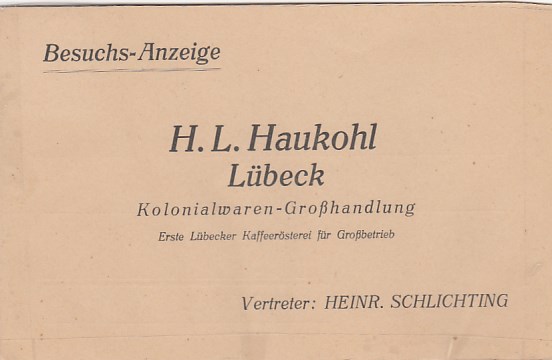 Besuchs-Anzeige
H. L. Haukohl
Lübeck
Kolonialwaren-Großhandlung
Erste Lübecker Kaffeerösterei für Großbetrieb
Vertreter: HEINR. SCHLICHTING